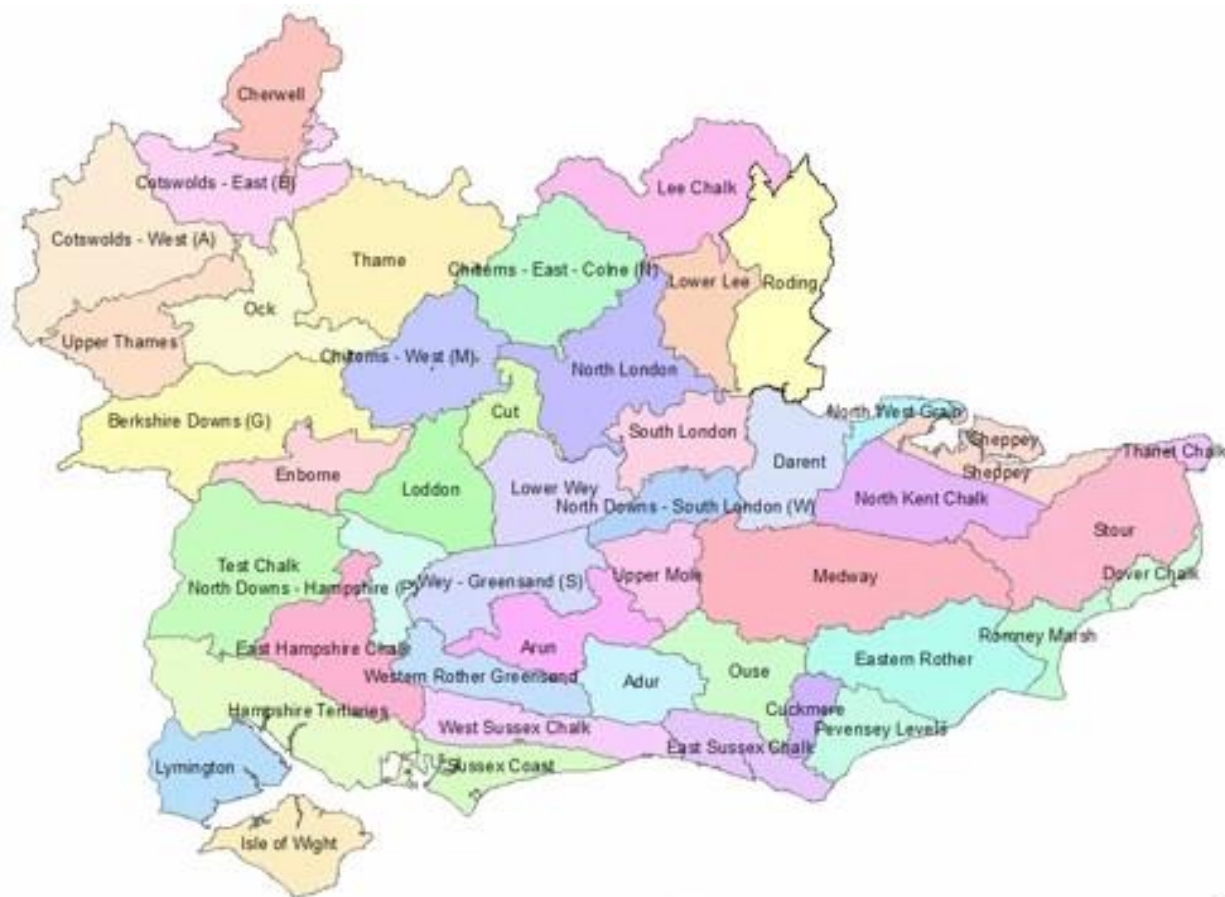 Cherwell
Cotswolds - East (B)
Lee Chalk
Cotswolds - West (A)
Thame
Chilterns - East - Colne (N)
Lower Lee
Roding
Ock
Upper Thames
Chilterns - West (M)
North London
Berkshire Downs (G)
Cut
South London
North West Grain
Sheppey
Thanet Chalk
Enborne
Loddon
Lower Wey
Darent
Sheppey
North Kent Chalk
North Downs - South London (W)
Stour
Test Chalk
North Downs - Hampshire (P)
Wey - Greensand (S)
Upper Mole
Medway
Dover Chalk
East Hampshire Chalk
Arun
Romney Marsh
Western Rother Greensand
Adur
Ouse
Eastern Rother
Hampshire Tertiaries
West Sussex Chalk
Cuckmere
Pevensey Levels
East Sussex Chalk
Lymington
Sussex Coast
Isle of Wight